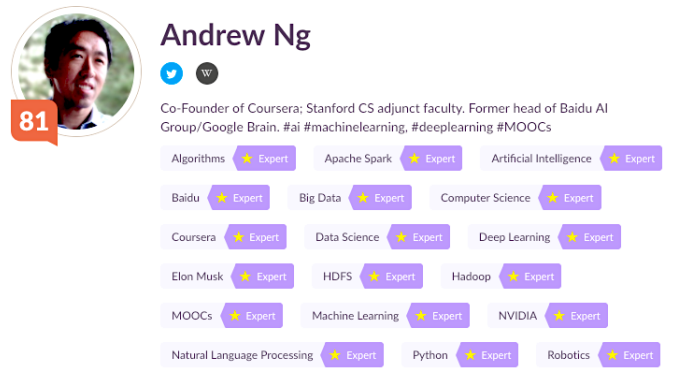 Andrew Ng
W
81
Co-Founder of Coursera; Stanford CS adjunct faculty. Former head of Baidu AI
Group/Google Brain. #ai #machinelearning, #deeplearning #MOOCs
Algorithms Expert Apache Spark Expert Artificial Intelligence Expert
Baidu Expert Big Data Expert Computer Science Expert
Coursera Expert Data Science Expert Deep Learning Expert
Elon Musk Expert HDFS Expert Hadoop Expert
MOOCs Expert Machine Learning Expert NVIDIA Expert
Natural Language Processing Expert Python Expert Robotics Expert